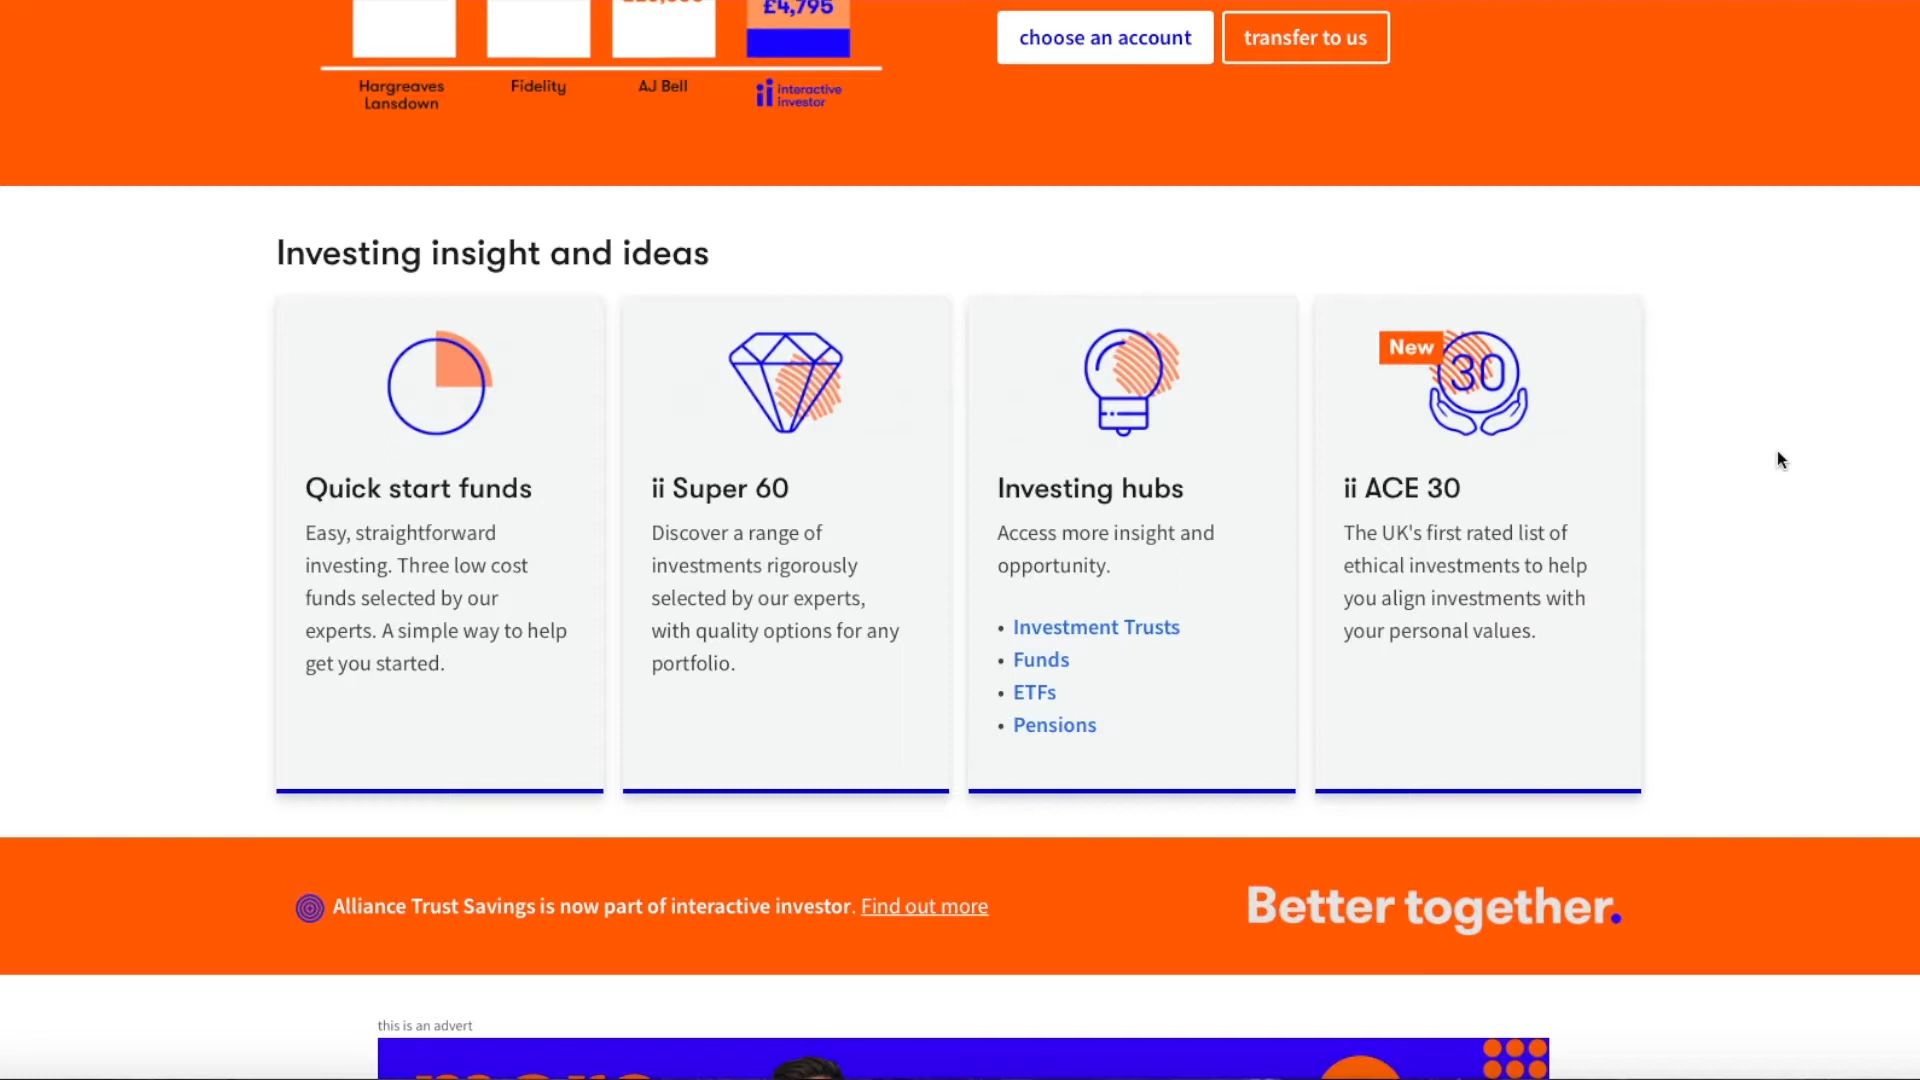 £4,795
choose an account
transfer to us
Hargreaves
Lansdown
Fidelity
AJ Bell
interactive
investor
Investing insight and ideas
New
30
Quick start funds
Easy, straightforward
investing. Three low cost
funds selected by our
experts. A simple way to help
get you started.
ii Super 60
Discover a range of
investments rigorously
selected by our experts,
with quality options for any
portfolio.
Investing hubs
Access more insight and
opportunity.
• Investment Trusts
• Funds
• ETFs
• Pensions
ii ACE 30
The UK's first rated list of
ethical investments to help
you align investments with
your personal values.
Alliance Trust Savings is now part of interactive investor. Find out more
Better together.
this is an advert